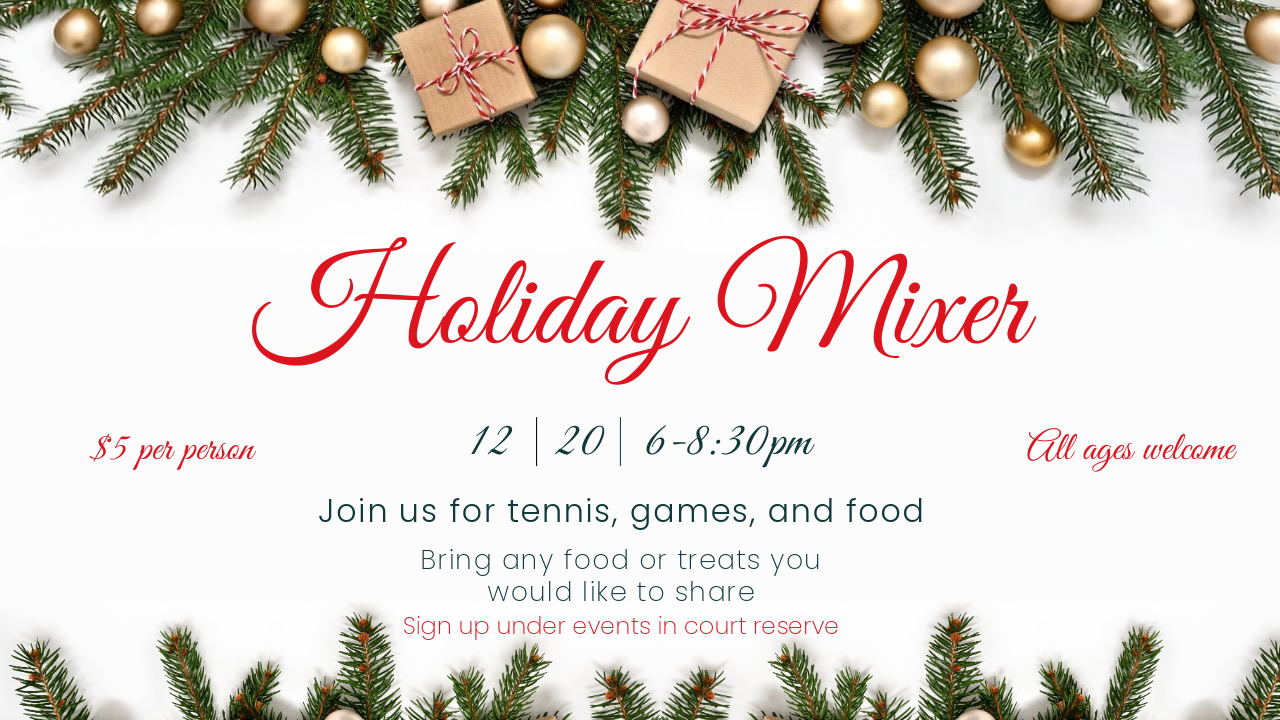 Holiday Mixer
$5 per person
12 | 20 | 6-8:30pm
All ages welcome
Join us for tennis, games, and food
Bring any food or treats you
would like to share
Sign up under events in court reserve